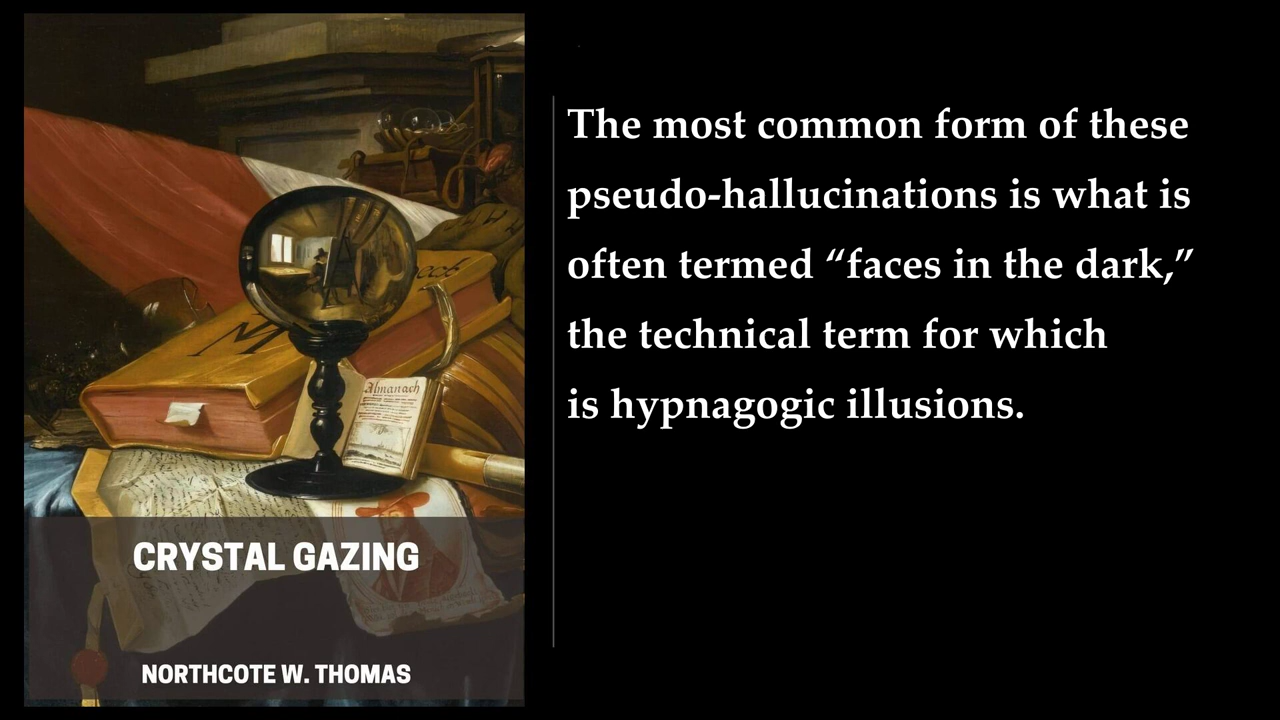 The most common form of these
pseudo-hallucinations is what is
often termed “faces in the dark,”
the technical term for which
is hypnagogic illusions.
M
Almanach
CRYSTAL GAZING
NORTHCOTE W. THOMAS